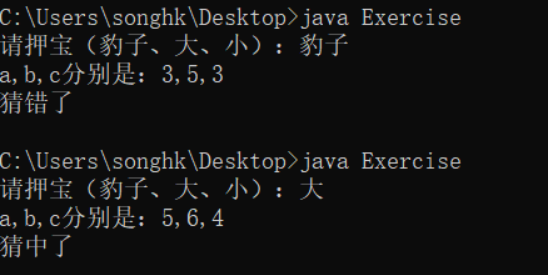 C:\Users\songhk\Desktop>java Exercise
请押宝（豹子、大、小）：豹子
a,b,c分别是：3,5,3
猜错了
C:\Users\songhk\Desktop>java Exercise
请押宝（豹子、大、小）：大
a,b,c分别是：5,6,4
猜中了